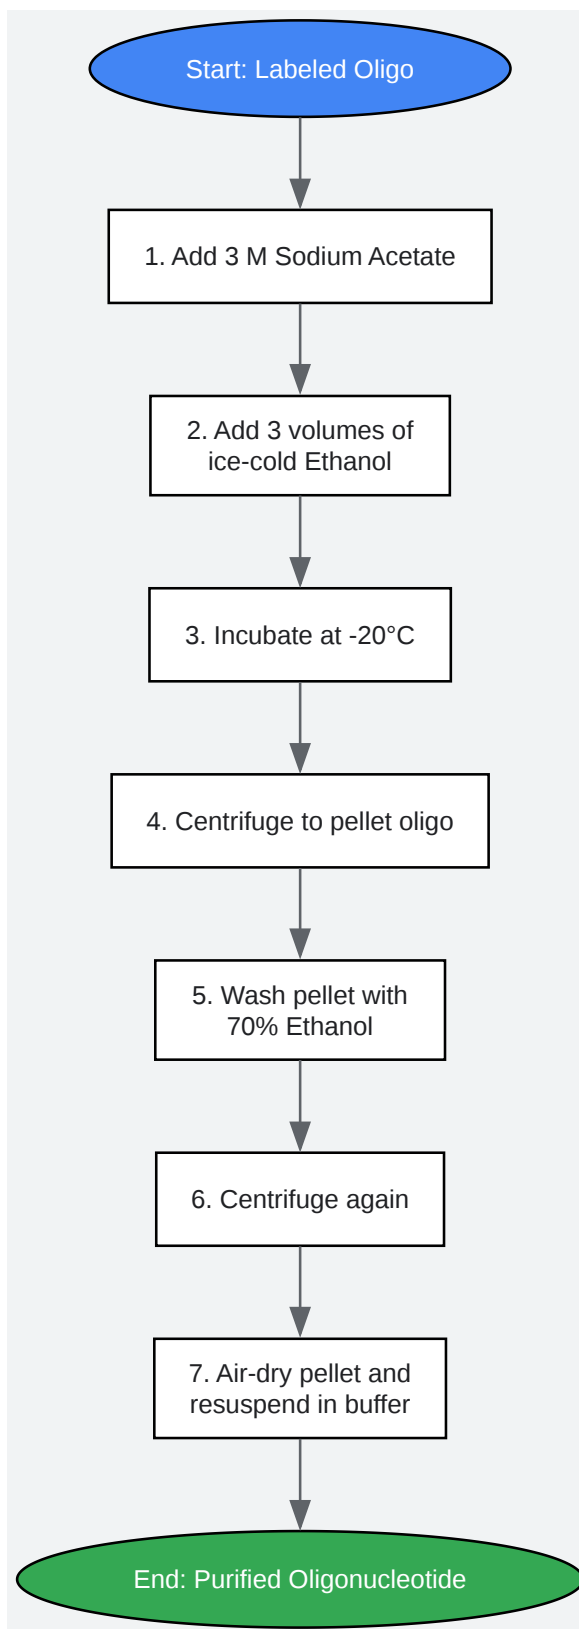 Start: Labeled Oligo
1. Add 3 M Sodium Acetate
2. Add 3 volumes of
ice-cold Ethanol
3. Incubate at -20°C
4. Centrifuge to pellet oligo
5. Wash pellet with
70% Ethanol
6. Centrifuge again
7. Air-dry pellet and
resuspend in buffer
End: Purified Oligonucleotide